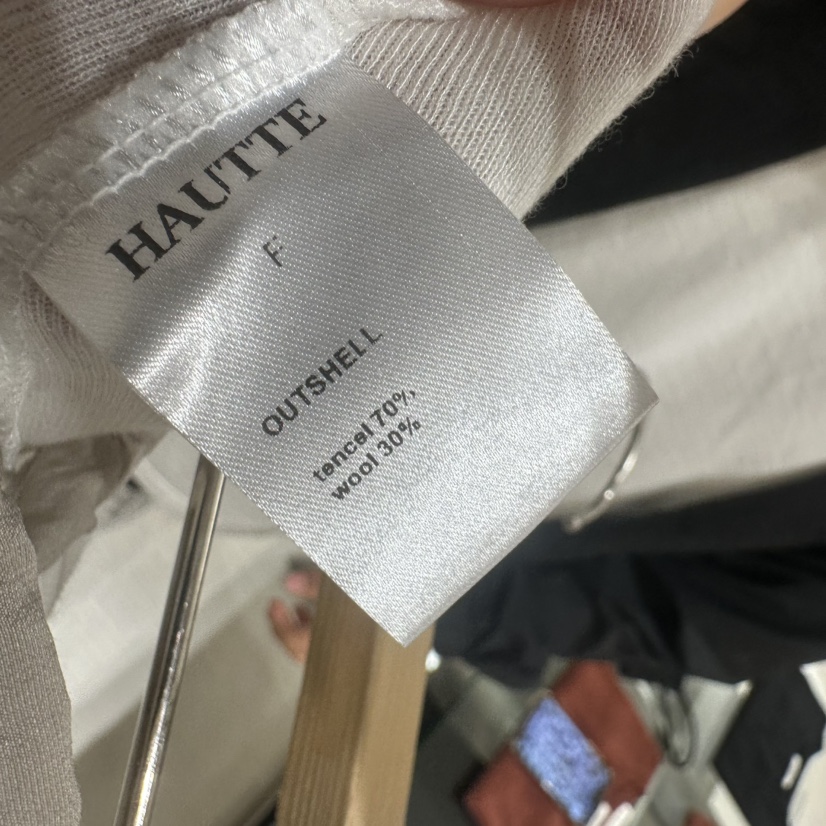 HAUTTE
F
OUTSHELL
tencel 70%,
wool 30%